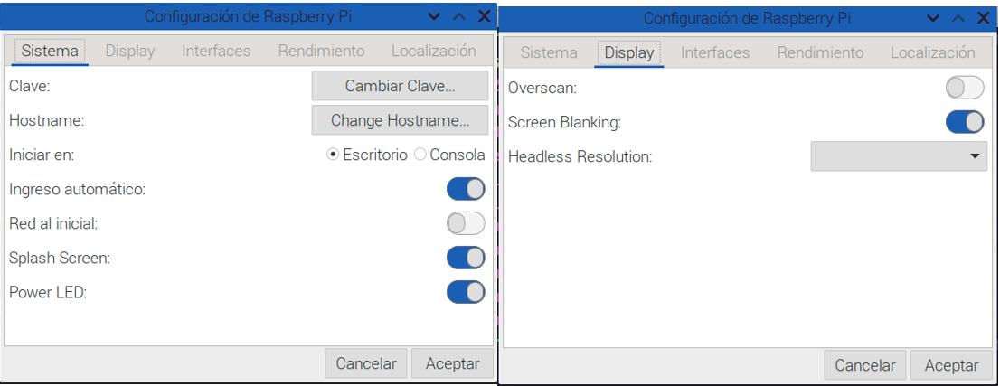 Configuración de Raspberry Pi
Sistema Display Interfaces Rendimiento Localización
Clave: Cambiar Clave...
Hostname: Change Hostname...
Iniciar en: Escritorio Consola
Ingreso automático:
Red al inicial:
Splash Screen:
Power LED:
Cancelar Aceptar
Configuración de Raspberry Pi
Sistema Display Interfaces Rendimiento Localización
Overscan:
Screen Blanking:
Headless Resolution:
Cancelar Aceptar